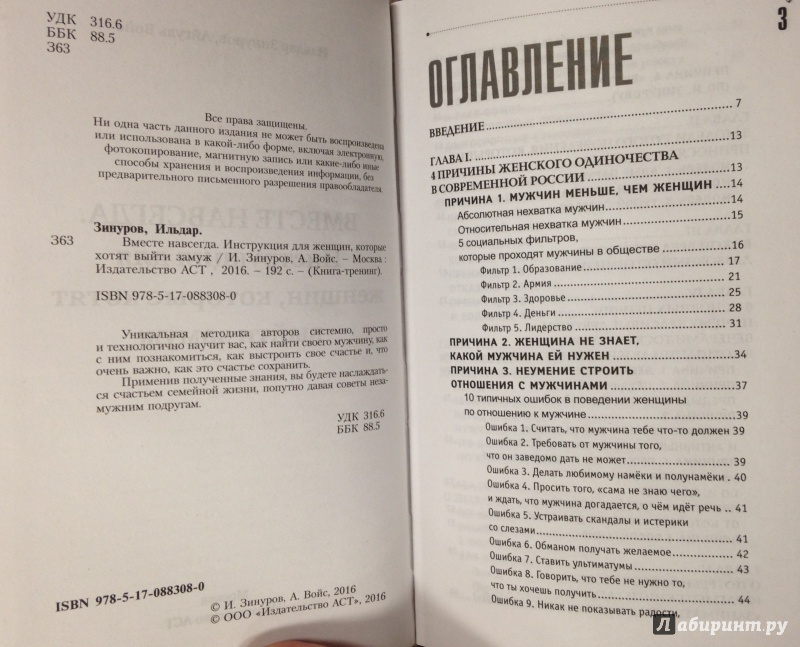 УДК 316.6
ББК 88.5
З63
Все права защищены.
Ни одна часть данного издания не может быть воспроизведена
или использована в какой-либо форме, включая электронную,
фотокопирование, магнитную запись или какие-либо иные
способы хранения и воспроизведения информации, без
предварительного письменного разрешения правообладателя.
Зинуров, Ильдар.
З63 Вместе навсегда. Инструкция для женщин, которые
хотят выйти замуж / И. Зинуров, А. Войс. – Москва :
Издательство АСТ , 2016. – 192 с. – (Книга-тренинг).
ISBN 978-5-17-088308-0
Уникальная методика авторов системно, просто
и технологично научит вас, как найти своего мужчину, как
с ним познакомиться, как выстроить свое счастье и, что
очень важно, как это счастье сохранить.
Применив полученные знания, вы будете наслаждать-
ся счастьем семейной жизни, попутно давая советы неза-
мужним подругам.
УДК 316.6
ББК 88.5
ISBN 978-5-17-088308-0
© И. Зинуров, А. Войс, 2016
© ООО «Издательство АСТ», 2016
3
ОГЛАВЛЕНИЕ
ВВЕДЕНИЕ 7
ГЛАВА I. 13
4 ПРИЧИНЫ ЖЕНСКОГО ОДИНОЧЕСТВА
В СОВРЕМЕННОЙ РОССИИ 13
ПРИЧИНА 1. МУЖЧИН МЕНЬШЕ, ЧЕМ ЖЕНЩИН 14
Абсолютная нехватка мужчин 14
Относительная нехватка мужчин 15
5 социальных фильтров,
которые проходят мужчины в обществе 16
Фильтр 1. Образование 17
Фильтр 2. Армия 21
Фильтр 3. Здоровье 25
Фильтр 4. Деньги 28
Фильтр 5. Лидерство 31
ПРИЧИНА 2. ЖЕНЩИНА НЕ ЗНАЕТ,
КАКОЙ МУЖЧИНА ЕЙ НУЖЕН 34
ПРИЧИНА 3. НЕУМЕНИЕ СТРОИТЬ
ОТНОШЕНИЯ С МУЖЧИНАМИ 37
10 типичных ошибок в поведении женщины
по отношению к мужчине 39
Ошибка 1. Считать, что мужчина тебе что-то должен 39
Ошибка 2. Требовать от мужчины того,
что он заведомо дать не может 39
Ошибка 3. Делать любимому намёки и полунамёки . 40
Ошибка 4. Просить того, «сама не знаю чего»,
и ждать, что мужчина догадается, о чём идёт речь .. 41
Ошибка 5. Устраивать скандалы и истерики
со слезами 41
Ошибка 6. Обманом получать желаемое 42
Ошибка 7. Ставить ультиматумы 43
Ошибка 8. Говорить, что тебе не нужно то,
что ты хочешь получить 44
Ошибка 9. Никак не показывать радости,
Лабиринт.ру